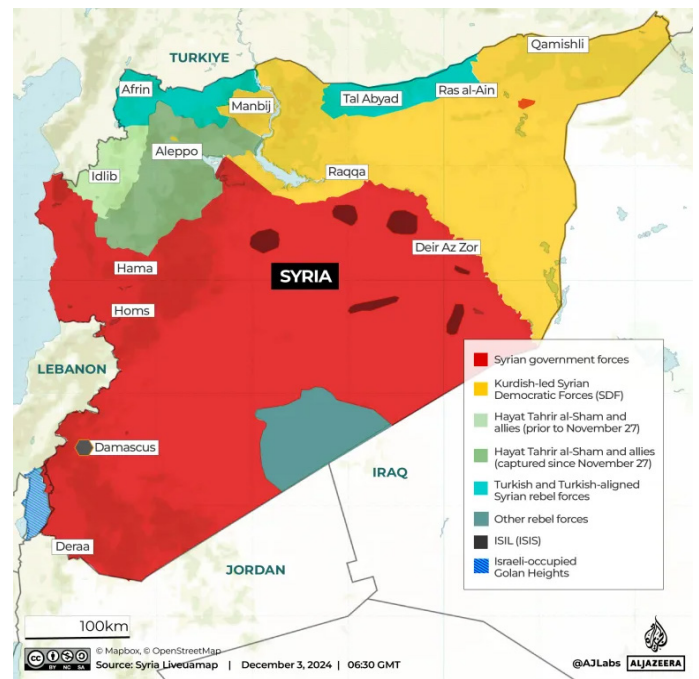 TURKIYE
Qamishli
Afrin
Manbij
Tal Abyad
Ras al-Ain
Aleppo
Idlib
Raqqa
Deir Az Zor
Hama
SYRIA
Homs
LEBANON
Damascus
IRAQ
Deraa
JORDAN
Syrian government forces
Kurdish-led Syrian
Democratic Forces (SDF)
Hayat Tahrir al-Sham and
allies (prior to November 27)
Hayat Tahrir al-Sham and allies
(captured since November 27)
Turkish and Turkish-aligned
Syrian rebel forces
Other rebel forces
ISIL (ISIS)
Israeli-occupied
Golan Heights
100km
cc BY NC SA
© Mapbox, © OpenStreetMap
Source: Syria Liveuamap | December 3, 2024 | 06:30 GMT
@AJLabs
ALJAZEERA